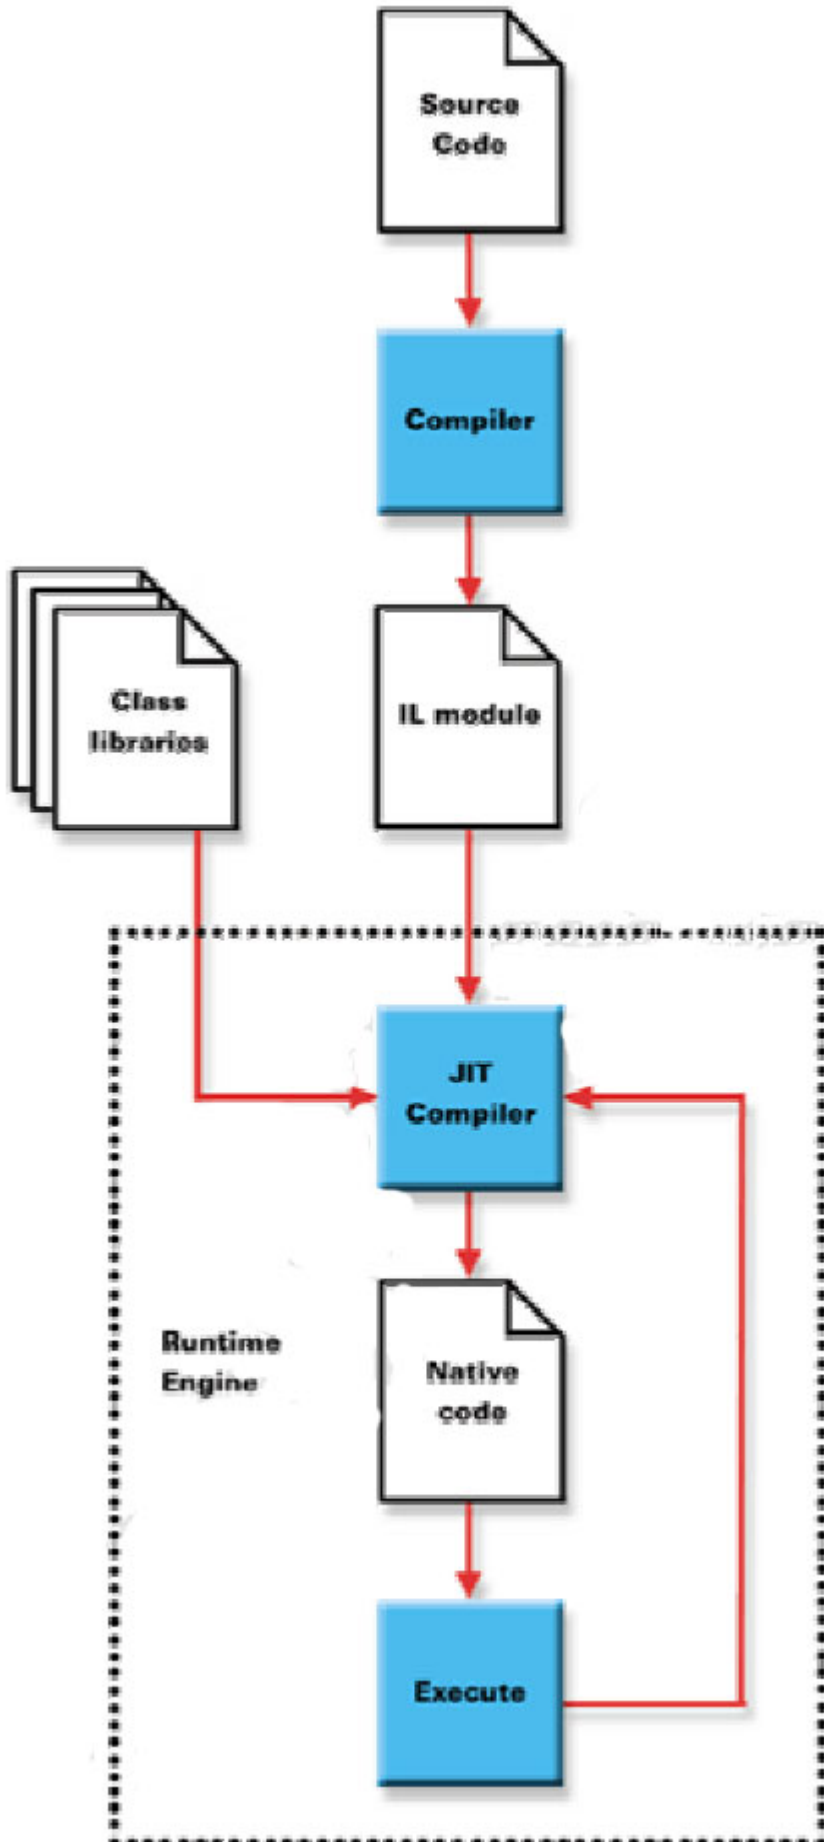 Source
Code
Compiler
Class
libraries
IL module
JIT
Compiler
Runtime
Engine
Native
code
Execute